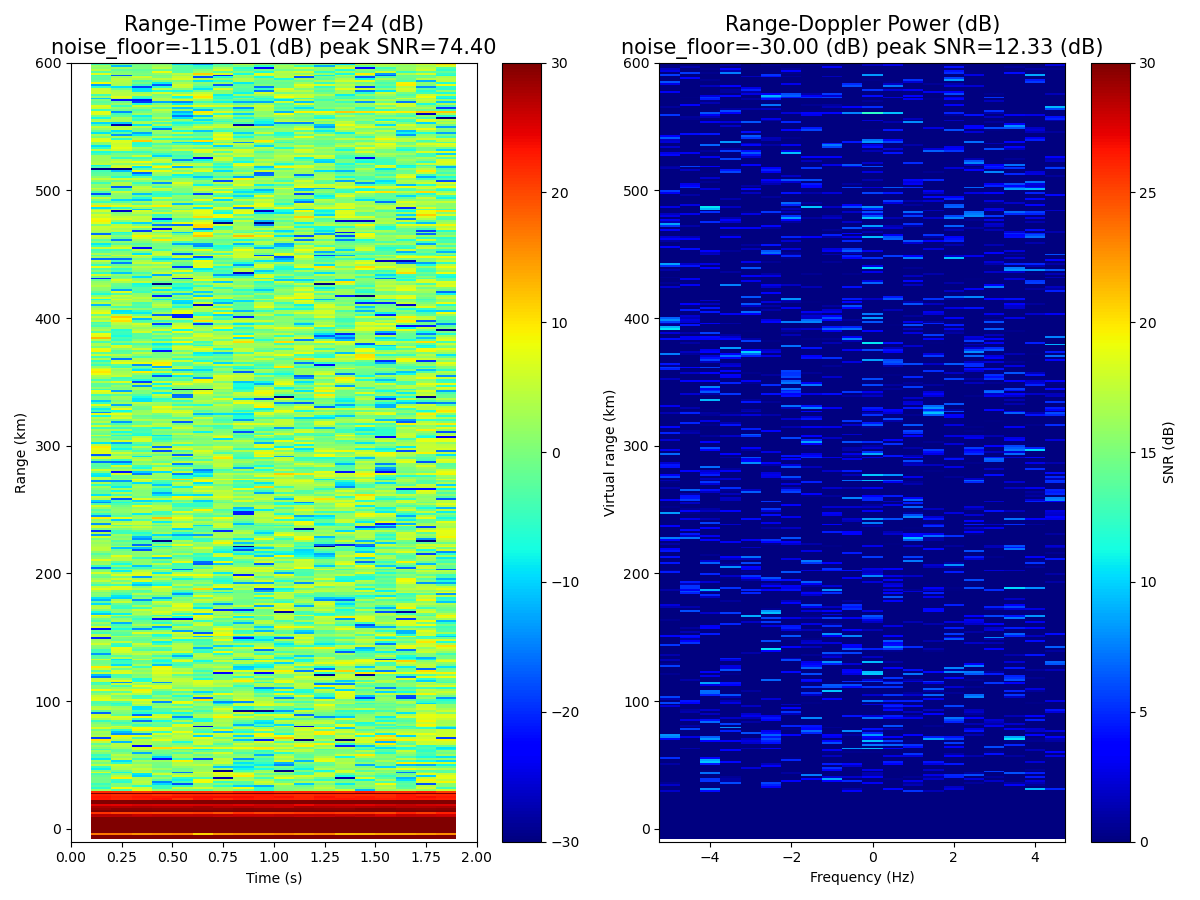 Range-Time Power f=24 (dB)
noise_floor=-115.01 (dB) peak SNR=74.40
Range-Doppler Power (dB)
noise_floor=-30.00 (dB) peak SNR=12.33 (dB)
Range (km)
600
500
400
300
200
100
0
0.00 0.25 0.50 0.75 1.00 1.25 1.50 1.75 2.00
Time (s)
30
20
10
0
−10
−20
−30
Virtual range (km)
600
500
400
300
200
100
0
−4 −2 0 2 4
Frequency (Hz)
30
25
20
15
10
5
0
SNR (dB)